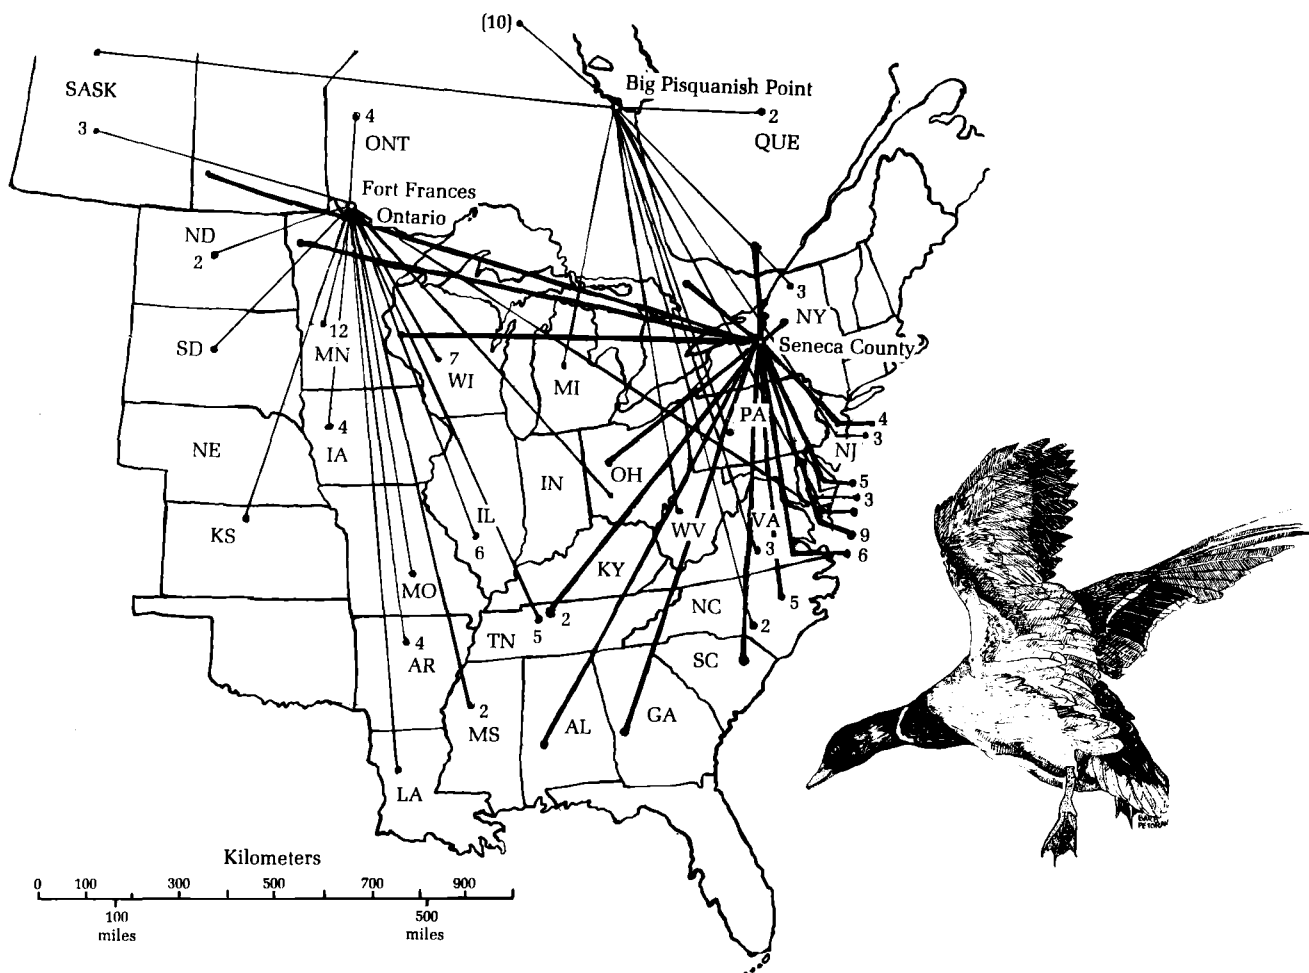 (10)
SASK
Big Pisquanish Point
3
4
ONT
2
QUE
Fort Frances
Ontario
ND
2
3
NY
Seneca County
SD
12
MN
7
WI
MI
PA
4
3
NJ
4
IA
NE
OH
IN
5
3
KS
IL
6
WV
VA
3
9
6
MO
KY
5
NC
2
TN
5
2
4
AR
SC
2
MS
AL
GA
LA
Kilometers
0 100 300 500 700 900
100 500
miles miles